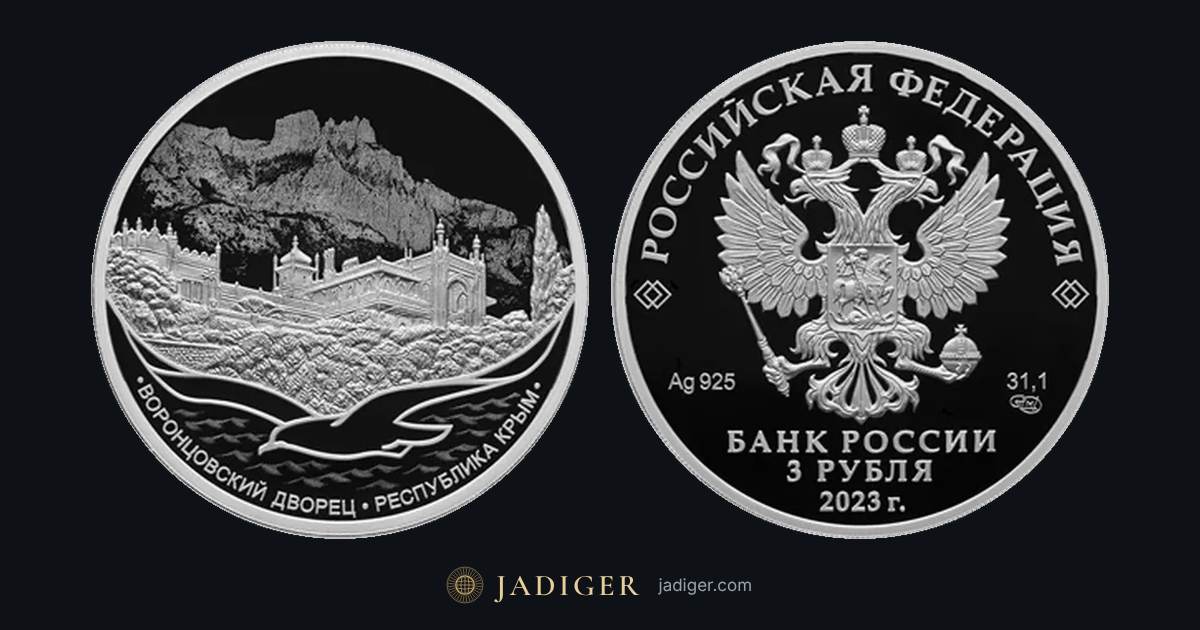 •ВОРОНЦОВСКИЙ ДВОРЕЦ•РЕСПУБЛИКА КРЫМ•
РОССИЙСКАЯ ФЕДЕРАЦИЯ
Ag 925
31,1
БАНК РОССИИ
3 РУБЛЯ
2023 г.
JADIGER
jadiger.com